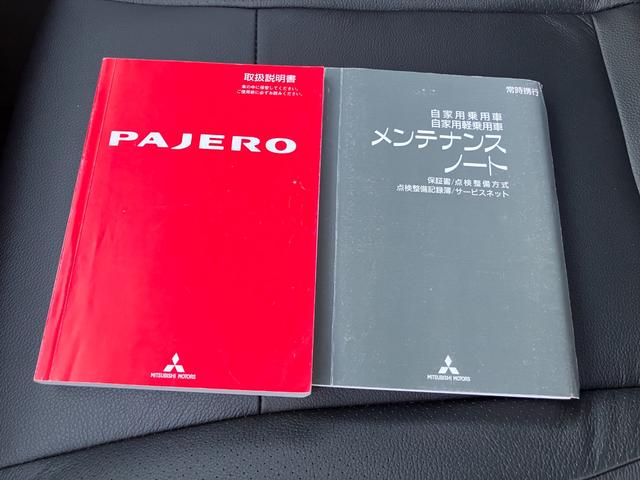 取扱説明書
車の中に保管してください。
ご使用前に必ずお読みください。
PAJERO
MITSUBISHI MOTORS
常時携行
自家用乗用車
自家用軽乗用車
メンテナンス
ノート
保証書/点検整備方式
点検整備記録簿/サービスネット
MITSUBISHI MOTORS